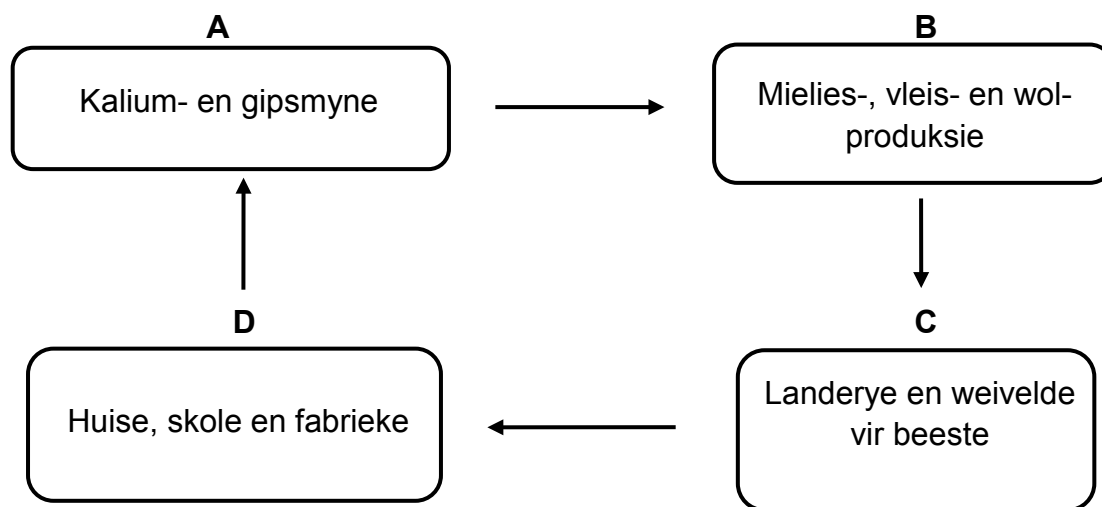 A
Kalium- en gipsmyne
B
Mielies-, vleis- en wol-
produksie
D
Huise, skole en fabrieke
C
Landerye en weivelde
vir beeste